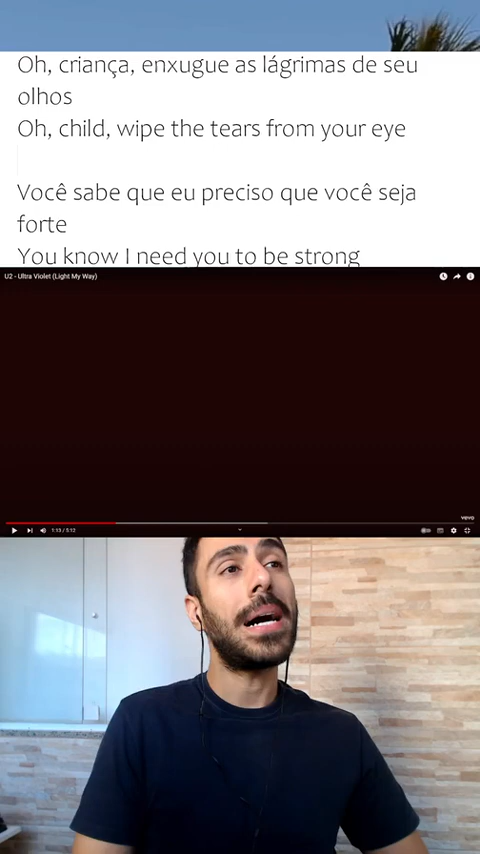 Oh, criança, enxugue as lágrimas de seu
olhos
Oh, child, wipe the tears from your eye
Você sabe que eu preciso que você seja
forte
You know I need you to be strong
U2 - Ultra Violet (Light My Way)
vevo
1:13 / 5:12